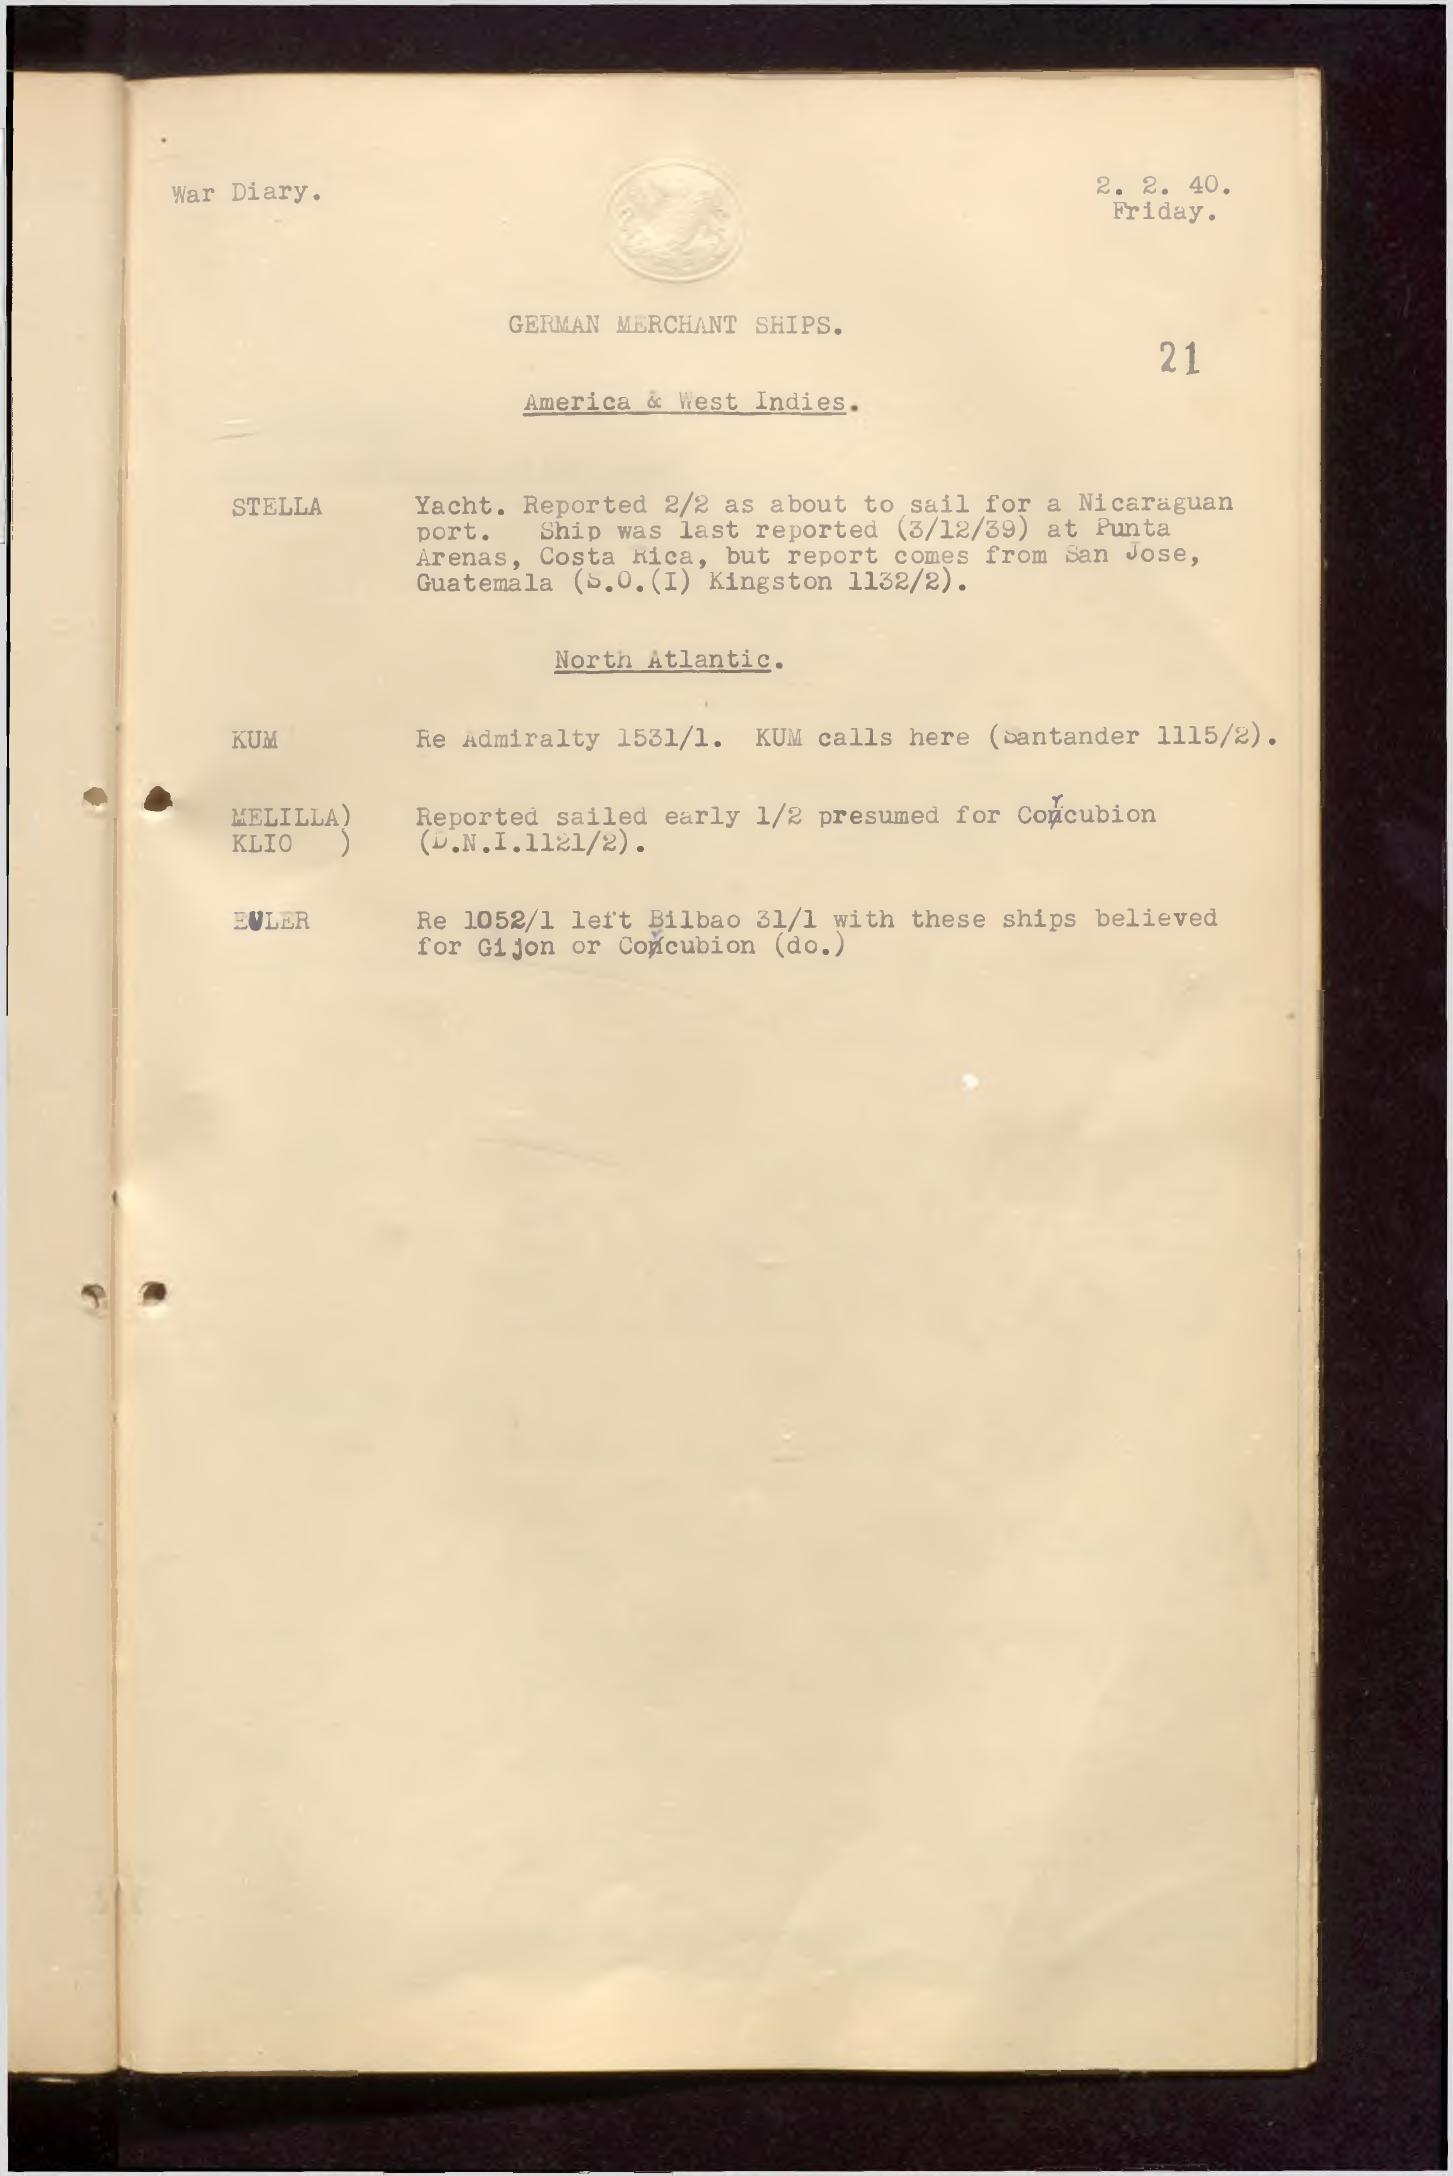 War Diary.
2. 2. 40.
Friday.
GERMAN MERCHANT SHIPS.
21
America & West Indies.
STELLA Yacht. Reported 2/2 as about to sail for a Nicaraguan
port. Ship was last reported (3/12/39) at Punta
Arenas, Costa Rica, but report comes from San Jose,
Guatemala (S.O.(I) Kingston 1132/2).
North Atlantic.
KUM Re Admiralty 1531/1. KUM calls here (Santander 1115/2).
MELILLA) Reported sailed early 1/2 presumed for Corcubion
KLIO ) (D.N.I.1121/2).
EULER Re 1052/1 left Bilbao 31/1 with these ships believed
for Gijon or Corcubion (do.)